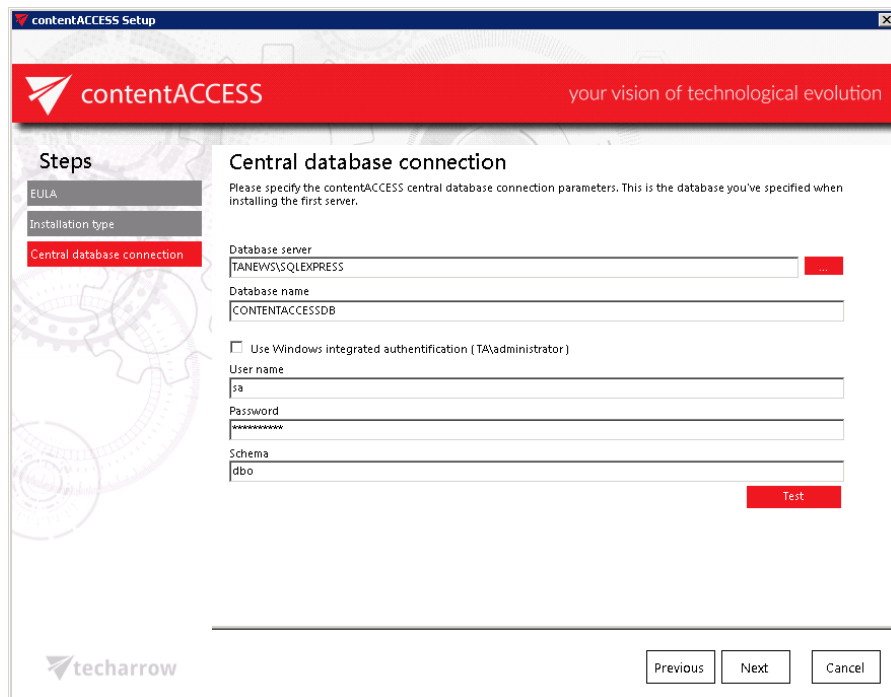 contentACCESS Setup
contentACCESS
your vision of technological evolution
Steps
EULA
Installation type
Central database connection
Central database connection
Please specify the contentACCESS central database connection parameters. This is the database you've specified when
installing the first server.
Database server
TANEWS\SQLEXPRESS
...
Database name
CONTENTACCESSDB
Use Windows integrated authentification ( TA\administrator )
User name
sa
Password
**********
Schema
dbo
Test
techarrow
Previous
Next
Cancel